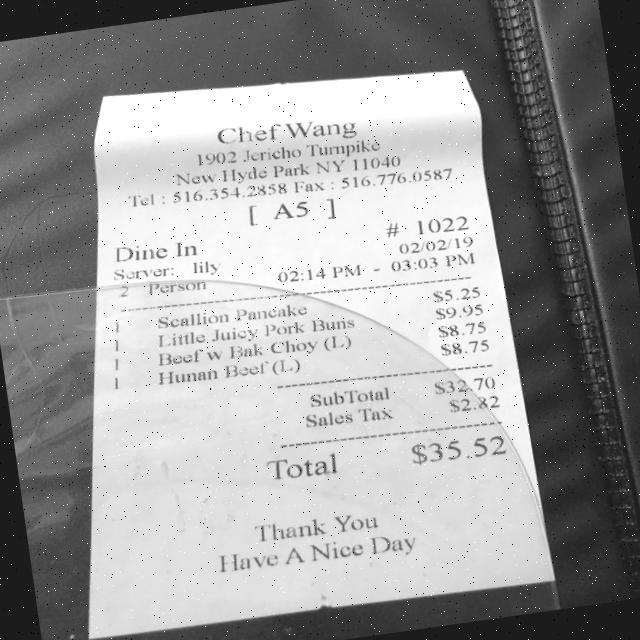 Chef Wang
1902 Jericho Turnpike
New Hyde Park NY 11040
Tel : 516.354.2858 Fax : 516.776.0587
[ A5 ]
# 1022
Dine In 02/02/19
Server: lily 02:14 PM - 03:03 PM
2 Person
1 Scallion Pancake $5.25
1 Little Juicy Pork Buns $9.95
1 Beef w Bak Choy (L) $8.75
1 Hunan Beef (L) $8.75
SubTotal $32.70
Sales Tax $2.82
Total $35.52
Thank You
Have A Nice Day